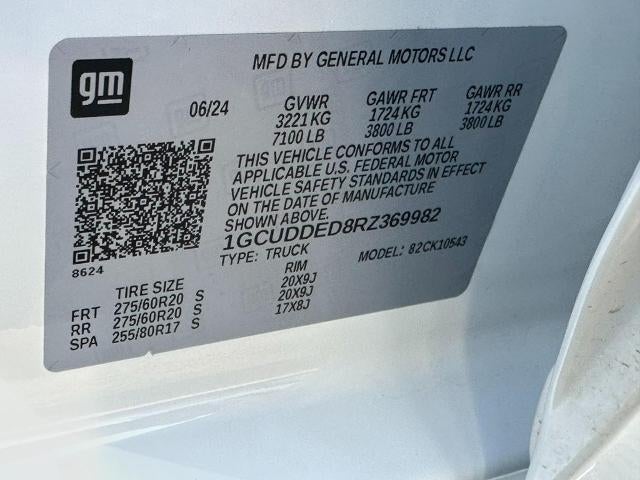 gm
MFD BY GENERAL MOTORS LLC
06/24 GVWR GAWR FRT GAWR RR
3221 KG 1724 KG 1724 KG
7100 LB 3800 LB 3800 LB
THIS VEHICLE CONFORMS TO ALL
APPLICABLE U.S. FEDERAL MOTOR
VEHICLE SAFETY STANDARDS IN EFFECT
ON THE DATE OF MANUFACTURE
SHOWN ABOVE.
1GCUDDED8RZ369982
TYPE: TRUCK MODEL: 82CK10543
8624
TIRE SIZE RIM
FRT 275/60R20 S 20X9J
RR 275/60R20 S 20X9J
SPA 255/80R17 S 17X8J